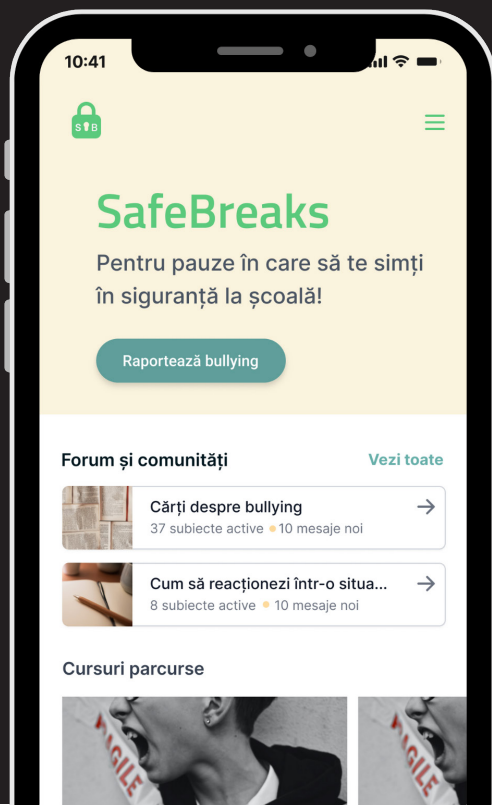 10:41
S B
SafeBreaks
Pentru pauze în care să te simți
în siguranță la școală!
Raportează bullying
Forum și comunități
Vezi toate
Cărți despre bullying
37 subiecte active • 10 mesaje noi
Cum să reacționezi într-o situa...
8 subiecte active • 10 mesaje noi
Cursuri parcurse
FRAGILE
AGILE